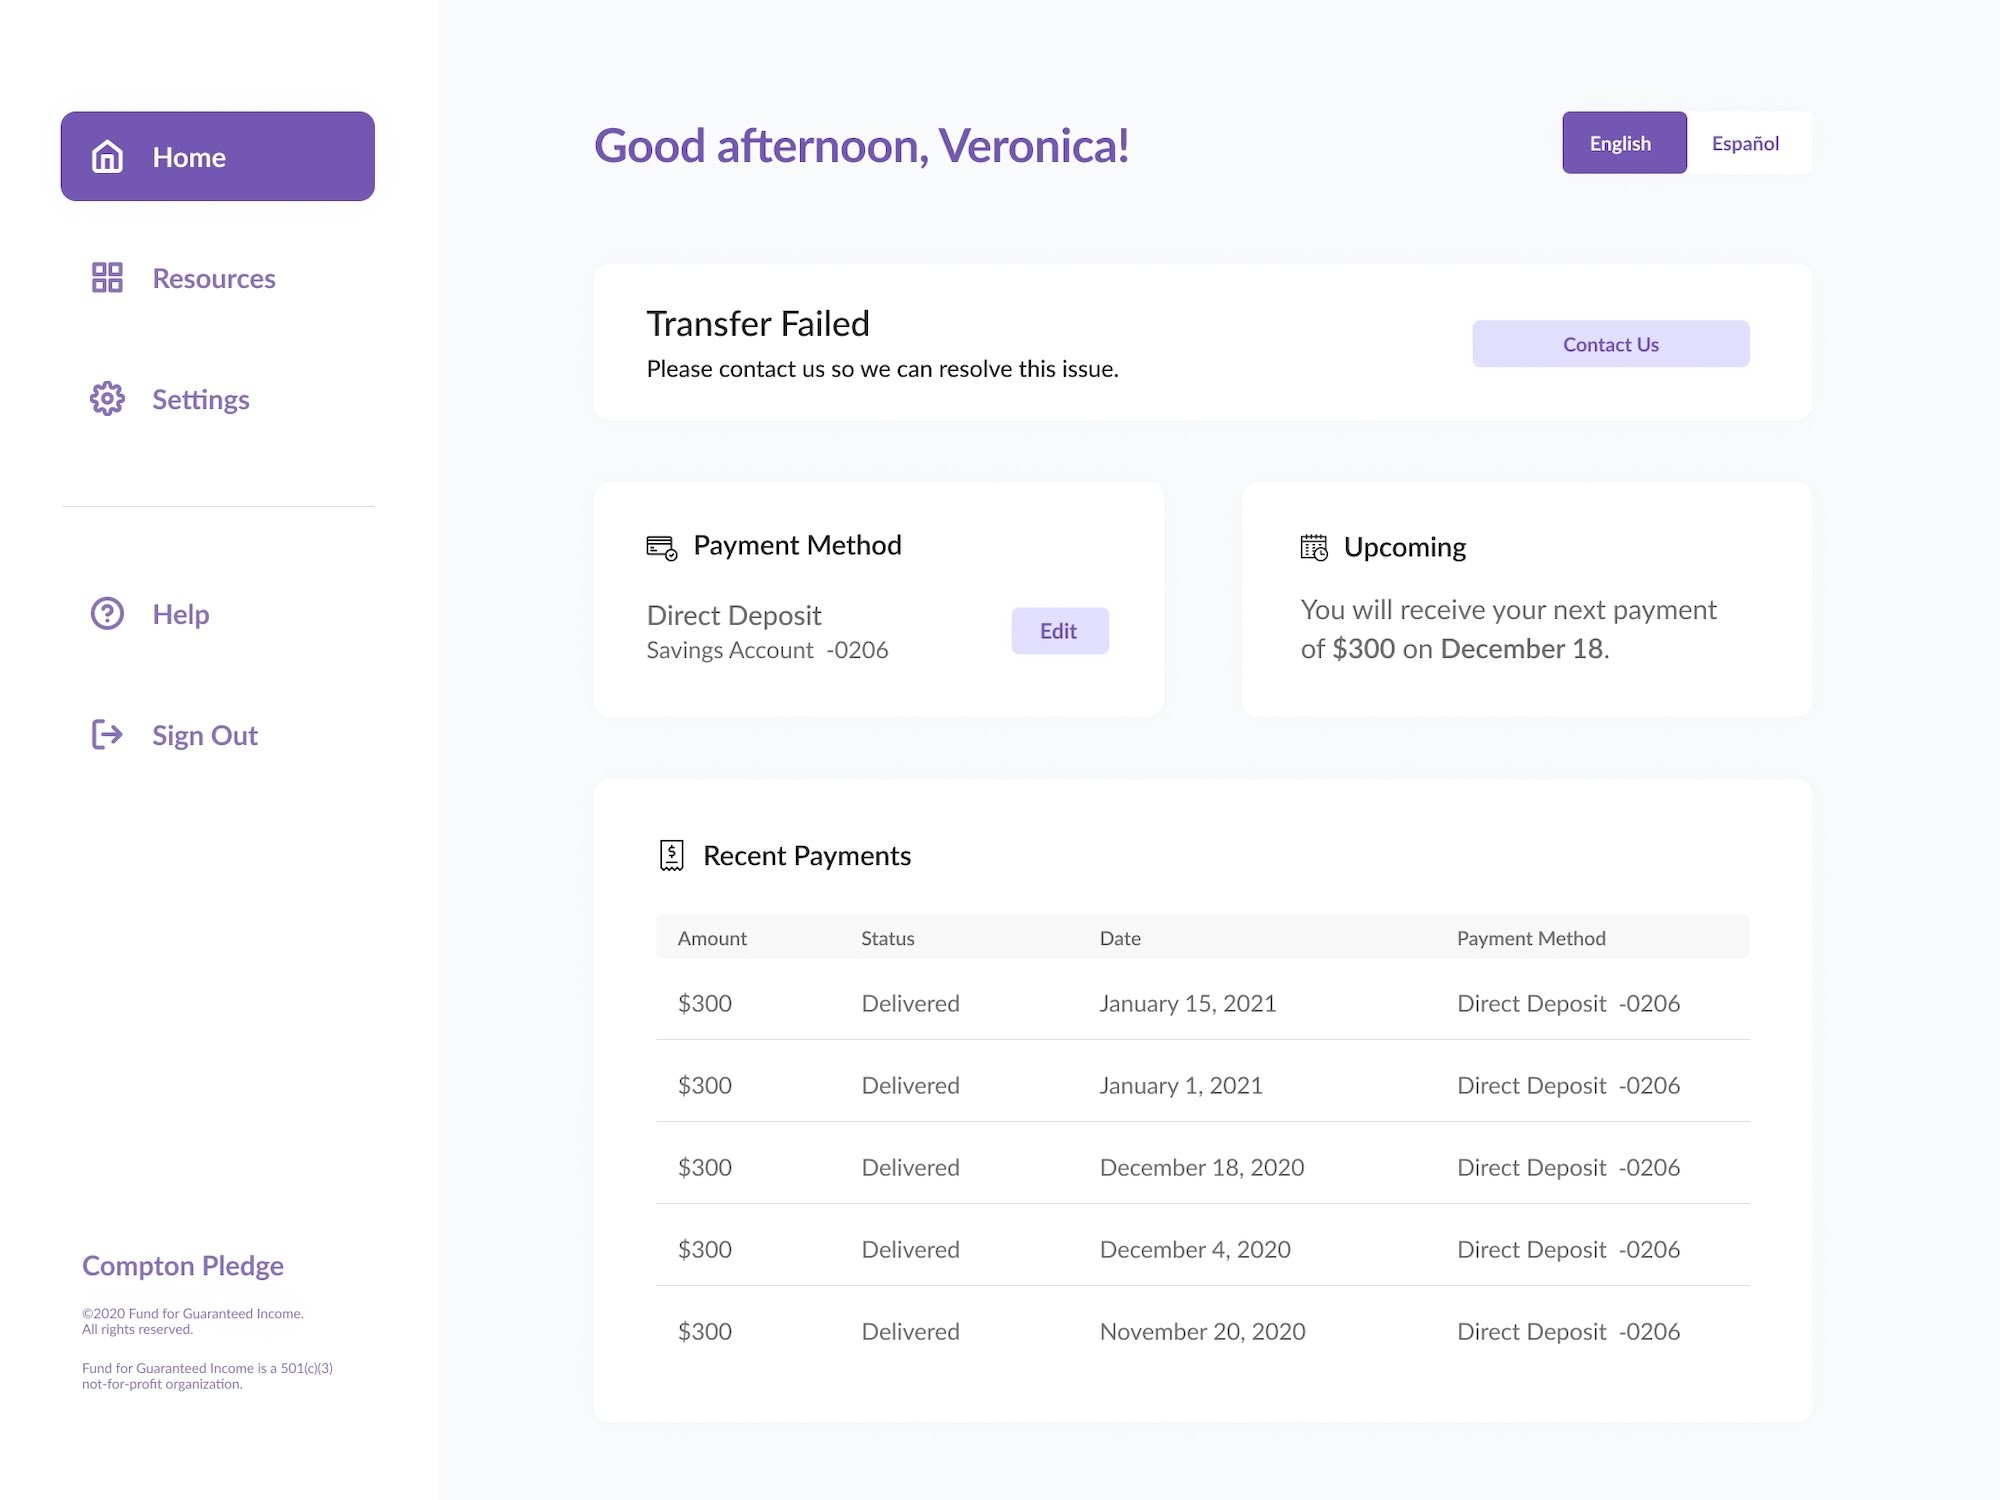 Home
Resources
Settings
Help
Sign Out
Compton Pledge
©2020 Fund for Guaranteed Income.
All rights reserved.
Fund for Guaranteed Income is a 501(c)(3)
not-for-profit organization.
Good afternoon, Veronica!
English Español
Transfer Failed
Please contact us so we can resolve this issue.
Contact Us
Payment Method
Direct Deposit
Savings Account -0206
Edit
Upcoming
You will receive your next payment
of $300 on December 18.
Recent Payments
Amount Status Date Payment Method
$300 Delivered January 15, 2021 Direct Deposit -0206
$300 Delivered January 1, 2021 Direct Deposit -0206
$300 Delivered December 18, 2020 Direct Deposit -0206
$300 Delivered December 4, 2020 Direct Deposit -0206
$300 Delivered November 20, 2020 Direct Deposit -0206